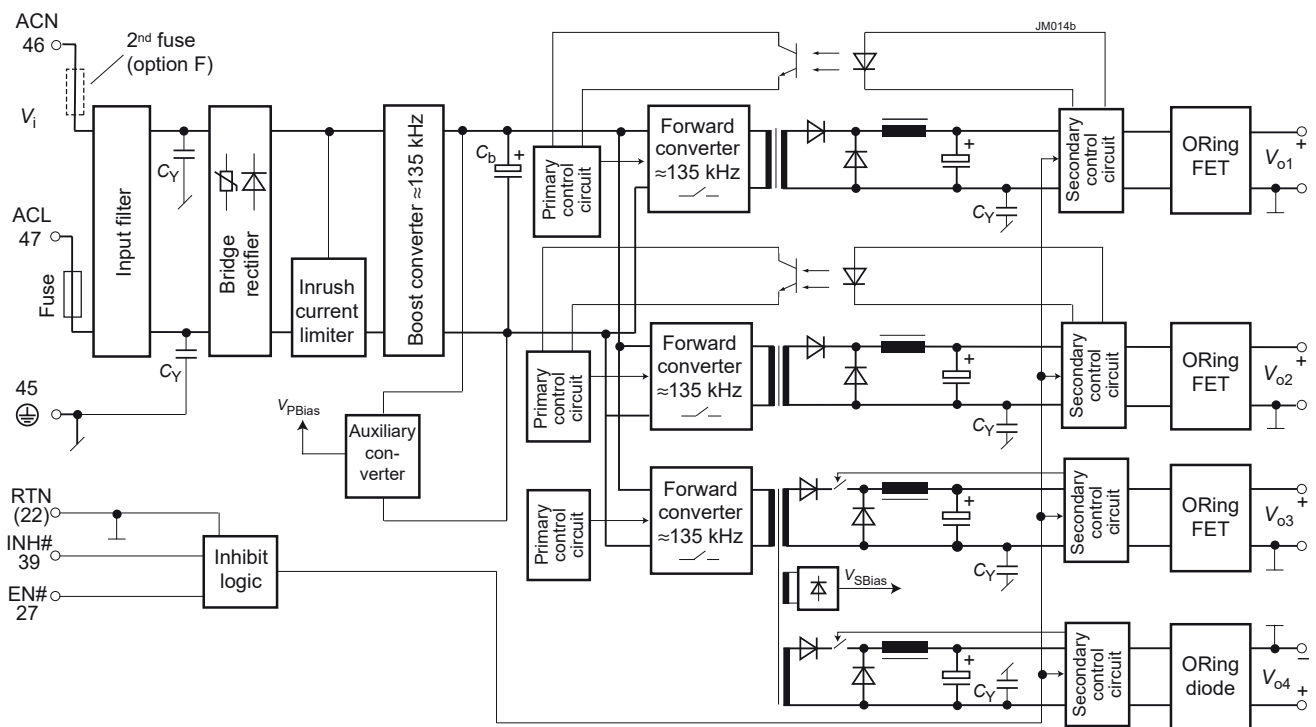 ACN
46
2nd fuse
(option F)
Vi
ACL
47
Fuse
45
Input filter
CY
CY
Bridge
rectifier
Inrush
current
limiter
Boost converter ≈135 kHz
Cb
+
VPBias
Auxiliary
con-
verter
RTN
(22)
INH#
39
EN#
27
Inhibit
logic
JM014b
Primary
control
circuit
Forward
converter
≈135 kHz
+
CY
Secondary
control
circuit
ORing
FET
+
Vo1
–
Primary
control
circuit
Forward
converter
≈135 kHz
+
CY
Secondary
control
circuit
ORing
FET
+
Vo2
–
Primary
control
circuit
Forward
converter
≈135 kHz
+
CY
Secondary
control
circuit
ORing
FET
+
Vo3
–
VSBias
+
CY
Secondary
control
circuit
ORing
diode
–
Vo4
+